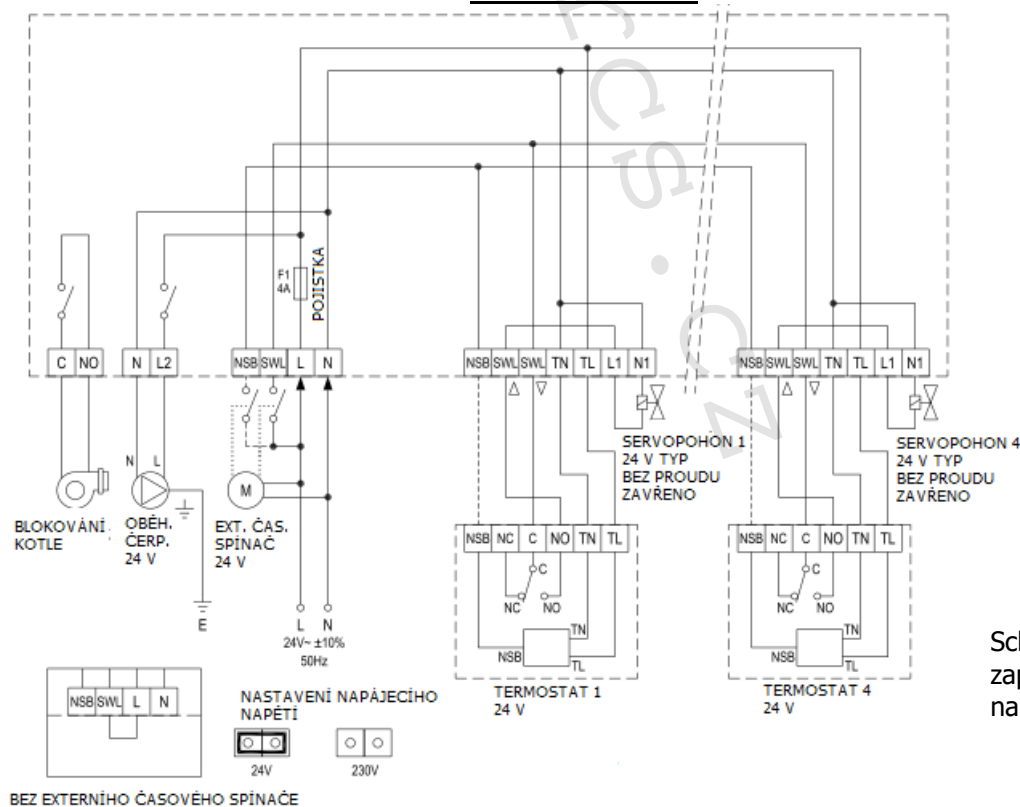 CS.CZ
F1
4A
POJISTKA
C NO
N L2
NSB SWL L N
NSB SWL SWL TN TL L1 N1
NSB SWL SWL TN TL L1 N1
N L
M
BLOKOVÁNÍ
KOTLE
OBĚH.
ČERP.
24 V
EXT. ČAS.
SPÍNAČ
24 V
E
L N
24V~ ±10%
50Hz
SERVOPOHON 1
24 V TYP
BEZ PROUDU
ZAVŘENO
SERVOPOHON 4
24 V TYP
BEZ PROUDU
ZAVŘENO
NSB NC C NO TN TL
C
NC NO
TN
NSB
TL
TERMOSTAT 1
24 V
NSB NC C NO TN TL
C
NC NO
TN
NSB
TL
TERMOSTAT 4
24 V
NSB SWL L N
BEZ EXTERNÍHO ČASOVÉHO SPÍNAČE
NASTAVENÍ NAPÁJECÍHO
NAPĚTÍ
24V
230V